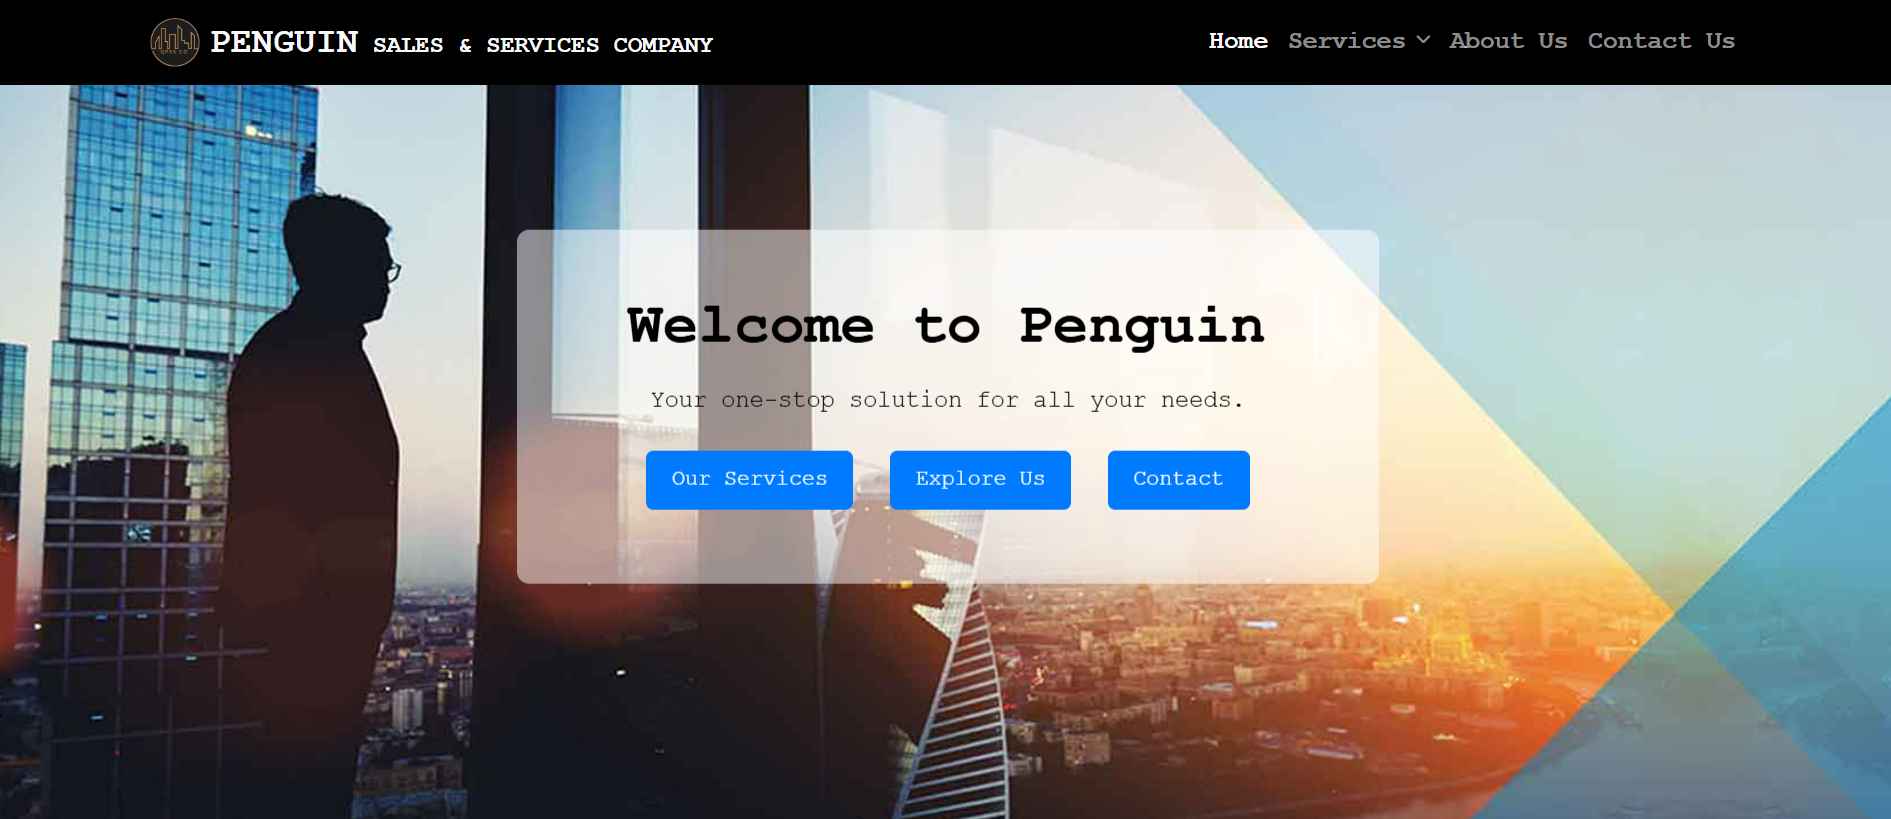 PENGUIN SALES & SERVICES COMPANY
Home Services About Us Contact Us
Welcome to Penguin
Your one-stop solution for all your needs.
Our Services Explore Us Contact